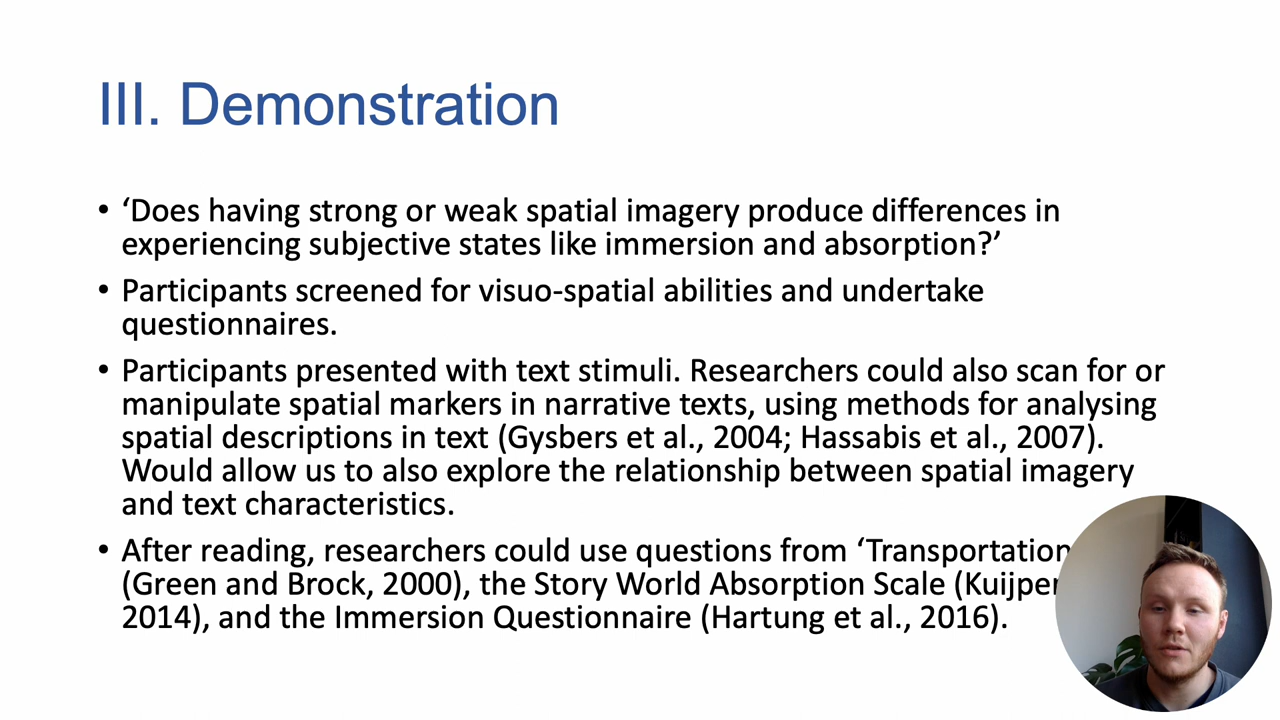 III. Demonstration
• ‘Does having strong or weak spatial imagery produce differences in
experiencing subjective states like immersion and absorption?’
• Participants screened for visuo-spatial abilities and undertake
questionnaires.
• Participants presented with text stimuli. Researchers could also scan for or
manipulate spatial markers in narrative texts, using methods for analysing
spatial descriptions in text (Gysbers et al., 2004; Hassabis et al., 2007).
Would allow us to also explore the relationship between spatial imagery
and text characteristics.
• After reading, researchers could use questions from ‘Transportation
(Green and Brock, 2000), the Story World Absorption Scale
2014), and the Immersion Questionnaire (Hartung et al., 2016).